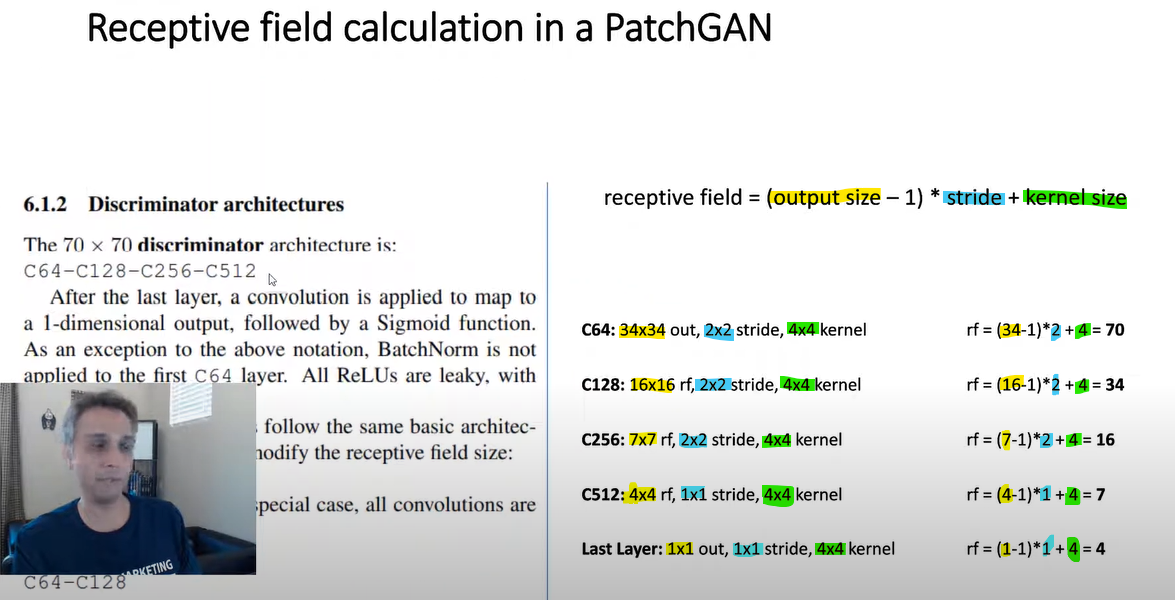 Receptive field calculation in a PatchGAN
6.1.2 Discriminator architectures
The 70 × 70 discriminator architecture is:
C64-C128-C256-C512
After the last layer, a convolution is applied to map to
a 1-dimensional output, followed by a Sigmoid function.
As an exception to the above notation, BatchNorm is not
applied to the first C64 layer. All ReLUs are leaky, with
follow the same basic architec-
modify the receptive field size:
special case, all convolutions are
ARKETING
C64-C128
receptive field = (output size – 1) * stride + kernel size
C64: 34x34 out, 2x2 stride, 4x4 kernel rf = (34-1)*2 + 4 = 70
C128: 16x16 rf, 2x2 stride, 4x4 kernel rf = (16-1)*2 + 4 = 34
C256: 7x7 rf, 2x2 stride, 4x4 kernel rf = (7-1)*2 + 4 = 16
C512: 4x4 rf, 1x1 stride, 4x4 kernel rf = (4-1)*1 + 4 = 7
Last Layer: 1x1 out, 1x1 stride, 4x4 kernel rf = (1-1)*1 + 4 = 4